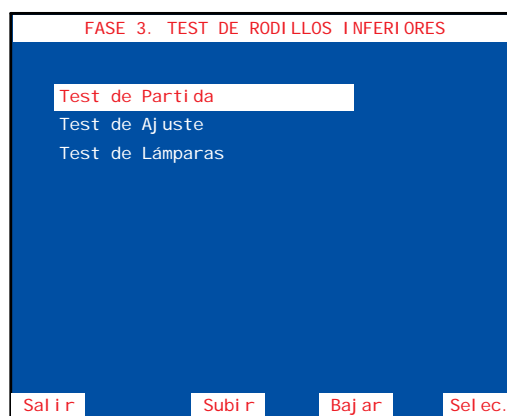 FASE 3. TEST DE RODILLOS INFERIORES
Test de Partida
Test de Ajuste
Test de Lámparas
Salir Subir Bajar Selec.